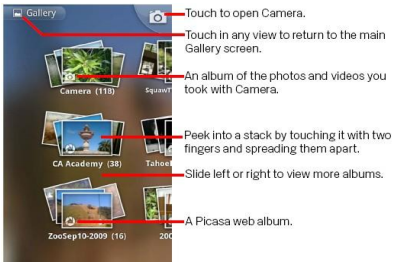 Gallery
Touch to open Camera.
Touch in any view to return to the main
Gallery screen.
An album of the photos and videos you
took with Camera.
Camera (118)
SquawT
Peek into a stack by touching it with two
fingers and spreading them apart.
CA Academy (38)
Tahoe
Slide left or right to view more albums.
A Picasa web album.
ZooSep10-2009 (16)
200